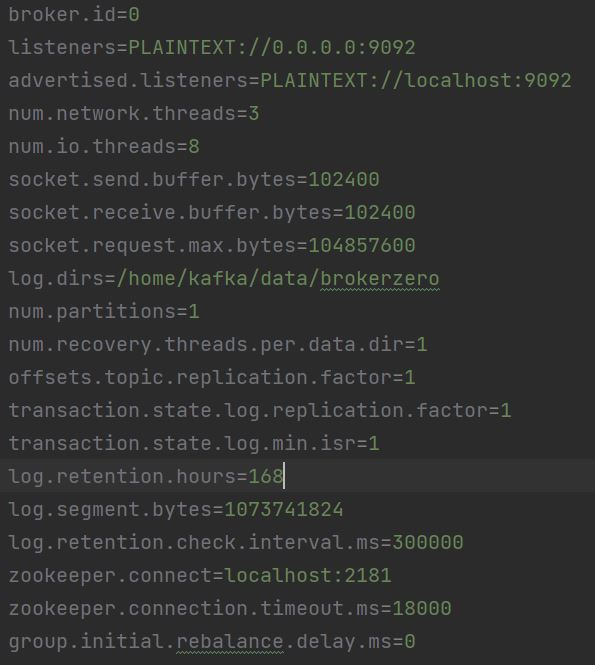 broker.id=0
listeners=PLAINTEXT://0.0.0.0:9092
advertised.listeners=PLAINTEXT://localhost:9092
num.network.threads=3
num.io.threads=8
socket.send.buffer.bytes=102400
socket.receive.buffer.bytes=102400
socket.request.max.bytes=104857600
log.dirs=/home/kafka/data/brokerzero
num.partitions=1
num.recovery.threads.per.data.dir=1
offsets.topic.replication.factor=1
transaction.state.log.replication.factor=1
transaction.state.log.min.isr=1
log.retention.hours=168
log.segment.bytes=1073741824
log.retention.check.interval.ms=300000
zookeeper.connect=localhost:2181
zookeeper.connection.timeout.ms=18000
group.initial.rebalance.delay.ms=0